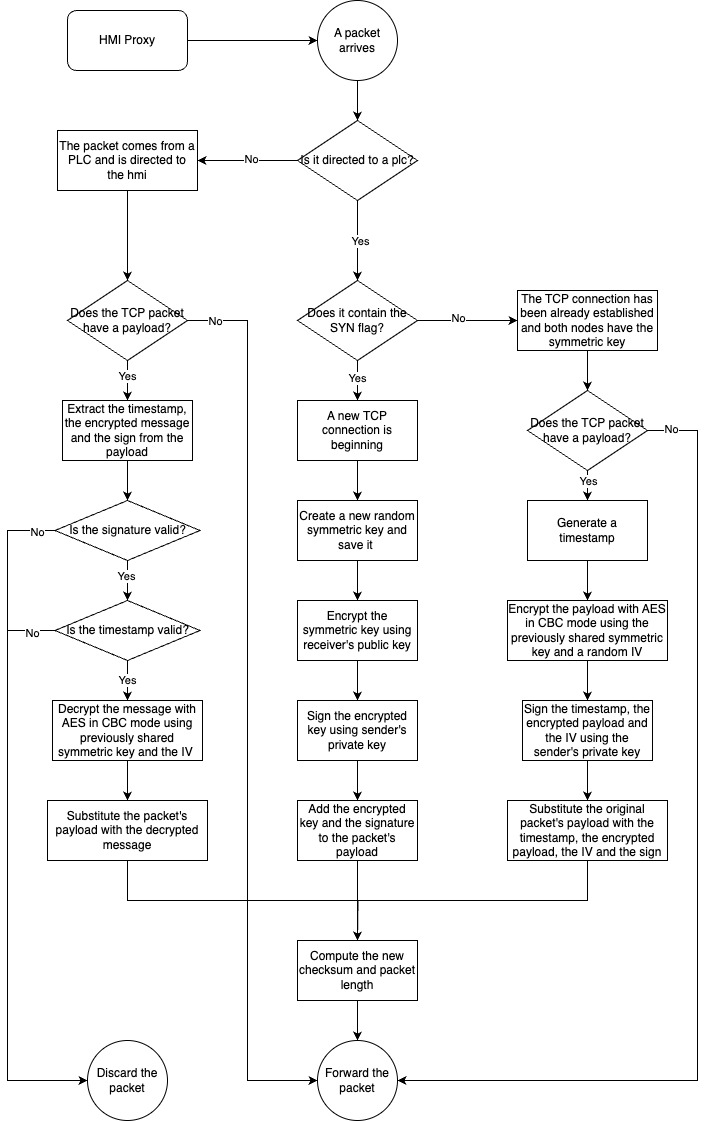 HMI Proxy
A packet
arrives
The packet comes from a
PLC and is directed to
the hmi
No
Is it directed to a plc?
Yes
Does the TCP packet
have a payload?
No
Does it contain the
SYN flag?
No
The TCP connection has
been already established
and both nodes have the
symmetric key
Yes
Yes
Extract the timestamp,
the encrypted message
and the sign from the
payload
A new TCP
connection is
beginning
Does the TCP packet
have a payload?
No
Yes
No
Is the signature valid?
Create a new random
symmetric key and
save it
Generate a
timestamp
Yes
No
Is the timestamp valid?
Encrypt the
symmetric key using
receiver's public key
Encrypt the payload with AES
in CBC mode using the
previously shared symmetric
key and a random IV
Yes
Decrypt the message with
AES in CBC mode using
previously shared
symmetric key and the IV
Sign the encrypted
key using sender's
private key
Sign the timestamp, the
encrypted payload and
the IV using the
sender's private key
Substitute the packet's
payload with the decrypted
message
Add the encrypted
key and the signature
to the packet's
payload
Substitute the original
packet's payload with the
timestamp, the encrypted
payload, the IV and the sign
Compute the new
checksum and packet
length
Discard the
packet
Forward the
packet